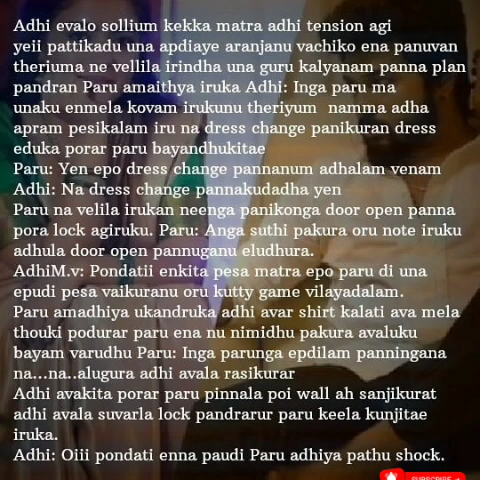 Adhi evalo sollium kekka matra adhi tension agi
yeii pattikadu una apdiaye aranjanu vachiko ena panuvan
theriuma ne vellila irindha una guru kalyanam panna plan
pandran Paru amaithya iruka Adhi: Inga paru ma
unaku enmela kovam irukunu theriyum namma adha
apram pesikalam iru na dress change panikuran dress
eduka porar paru bayandhukitae
Paru: Yen epo dress change pannanum adhalam venam
Adhi: Na dress change pannakudadha yen
Paru na velila irukan neenga panikonga door open panna
pora lock agiruku. Paru: Anga suthi pakura oru note iruku
adhula door open pannuganu eludhura.
AdhiM.v: Pondatii enkita pesa matra epo paru di una
epudi pesa vaikuranu oru kutty game vilayadalam.
Paru amadhiya ukandruka adhi avar shirt kalati ava mela
thouki podurar paru ena nu nimidhu pakura avaluku
bayam varudhu Paru: Inga parunga epdilam panningana
na...na..alugura adhi avala rasikurar
Adhi avakita porar paru pinnala poi wall ah sanjikurat
adhi avala suvarla lock pandrarur paru keela kunjitae
iruka.
Adhi: Oiii pondati enna paudi Paru adhiya pathu shock.
SUBSCRIBE